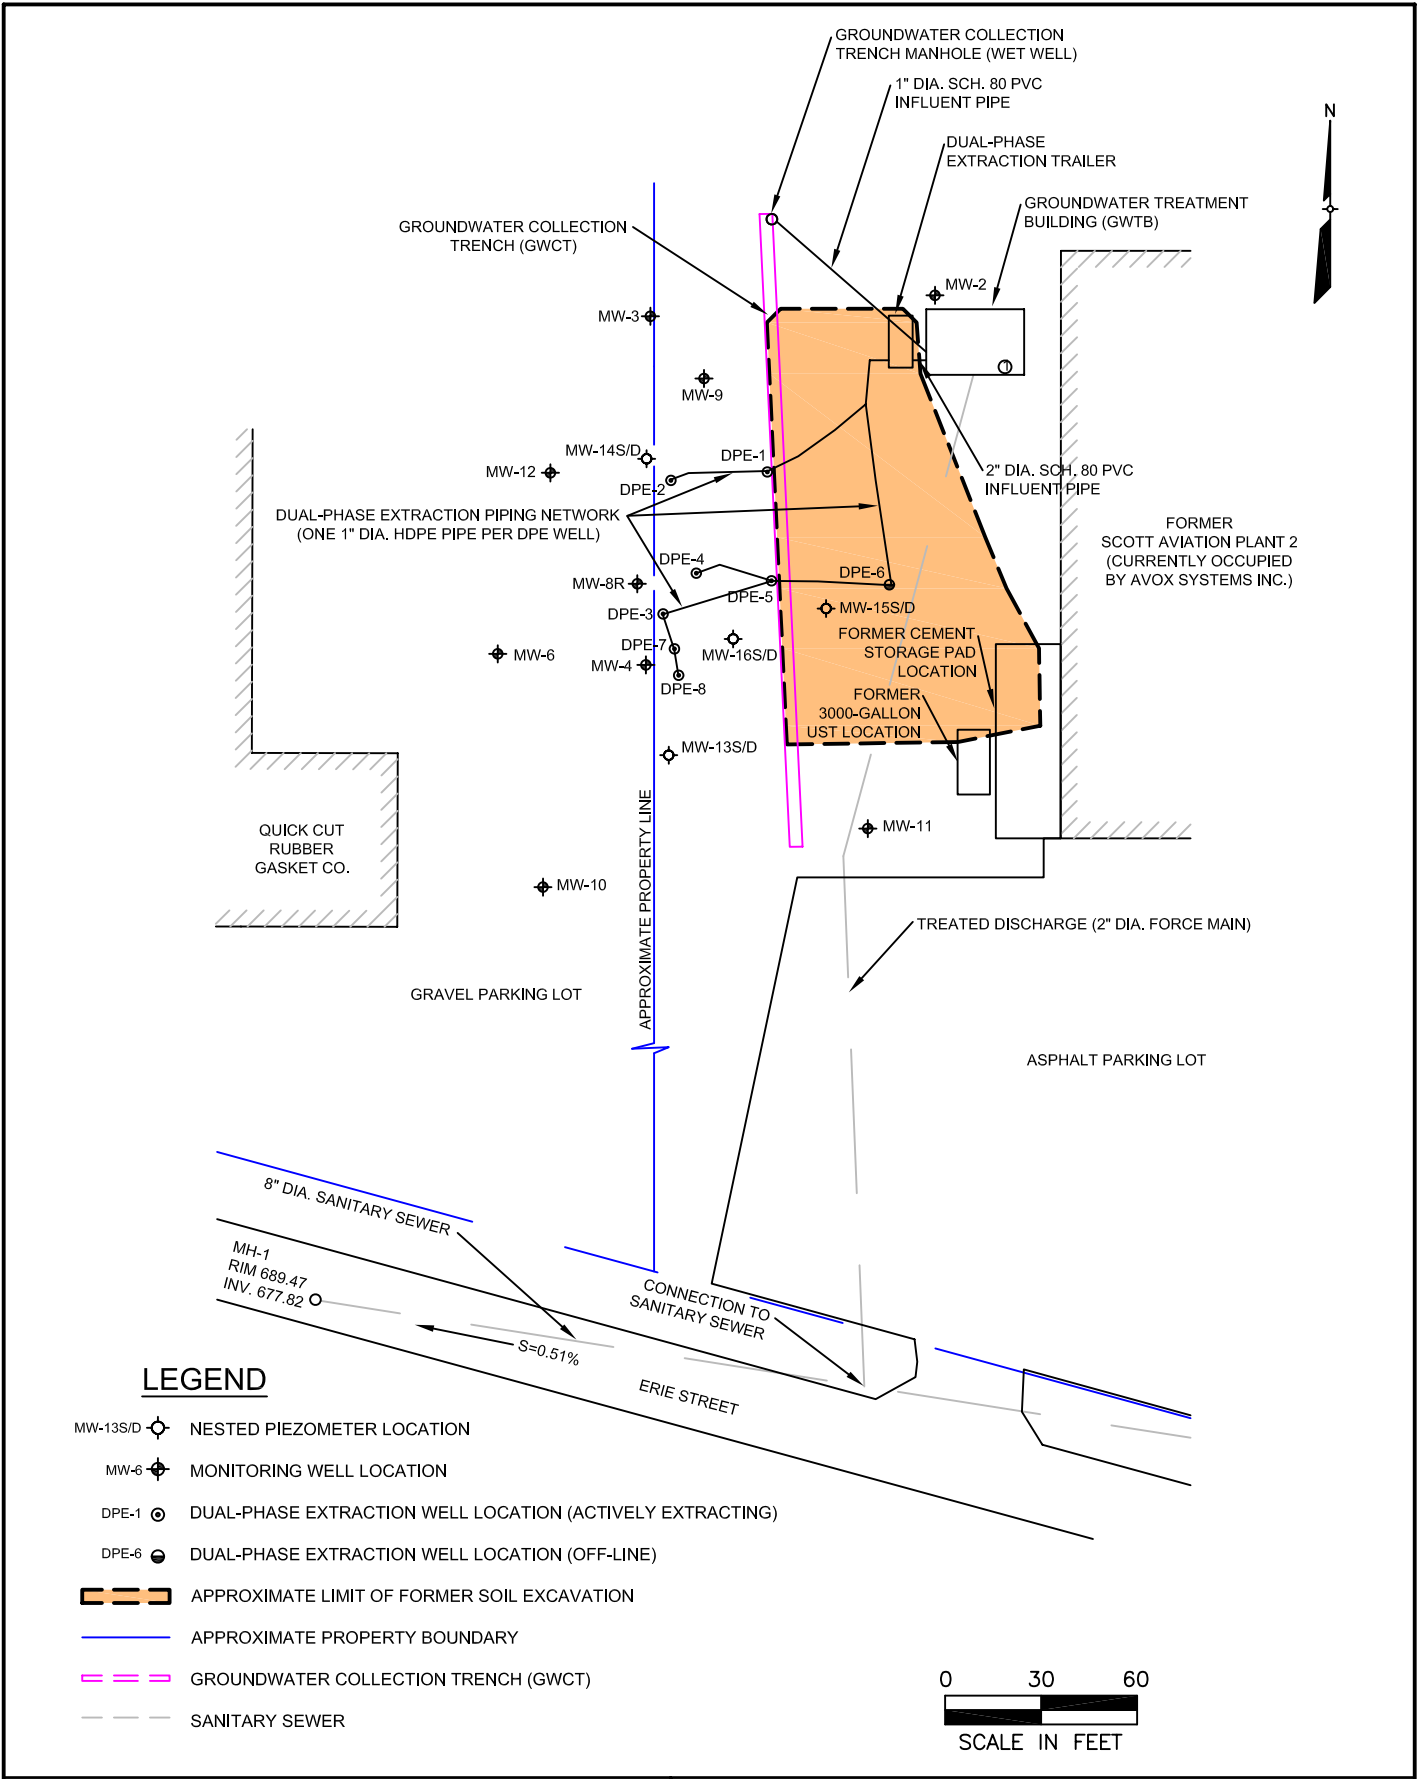 GROUNDWATER COLLECTION
TRENCH MANHOLE (WET WELL)
1" DIA. SCH. 80 PVC
INFLUENT PIPE
N
DUAL-PHASE
EXTRACTION TRAILER
GROUNDWATER TREATMENT
BUILDING (GWTB)
GROUNDWATER COLLECTION
TRENCH (GWCT)
MW-2
MW-3
1
MW-9
MW-14S/D
DPE-1
MW-12
DPE-2
2" DIA. SCH. 80 PVC
INFLUENT PIPE
DUAL-PHASE EXTRACTION PIPING NETWORK
(ONE 1" DIA. HDPE PIPE PER DPE WELL)
FORMER
SCOTT AVIATION PLANT 2
(CURRENTLY OCCUPIED
BY AVOX SYSTEMS INC.)
DPE-4
DPE-6
MW-8R
DPE-5
DPE-3
MW-15S/D
FORMER CEMENT
STORAGE PAD
LOCATION
DPE-7
MW-16S/D
MW-6
MW-4
DPE-8
FORMER
3000-GALLON
UST LOCATION
MW-13S/D
APPROXIMATE PROPERTY LINE
QUICK CUT
RUBBER
GASKET CO.
MW-11
MW-10
TREATED DISCHARGE (2" DIA. FORCE MAIN)
GRAVEL PARKING LOT
ASPHALT PARKING LOT
8" DIA. SANITARY SEWER
MH-1
RIM 689.47
INV. 677.82
CONNECTION TO
SANITARY SEWER
S=0.51%
ERIE STREET
LEGEND
MW-13S/D NESTED PIEZOMETER LOCATION
MW-6 MONITORING WELL LOCATION
DPE-1 DUAL-PHASE EXTRACTION WELL LOCATION (ACTIVELY EXTRACTING)
DPE-6 DUAL-PHASE EXTRACTION WELL LOCATION (OFF-LINE)
APPROXIMATE LIMIT OF FORMER SOIL EXCAVATION
APPROXIMATE PROPERTY BOUNDARY
GROUNDWATER COLLECTION TRENCH (GWCT)
SANITARY SEWER
0 30 60
SCALE IN FEET